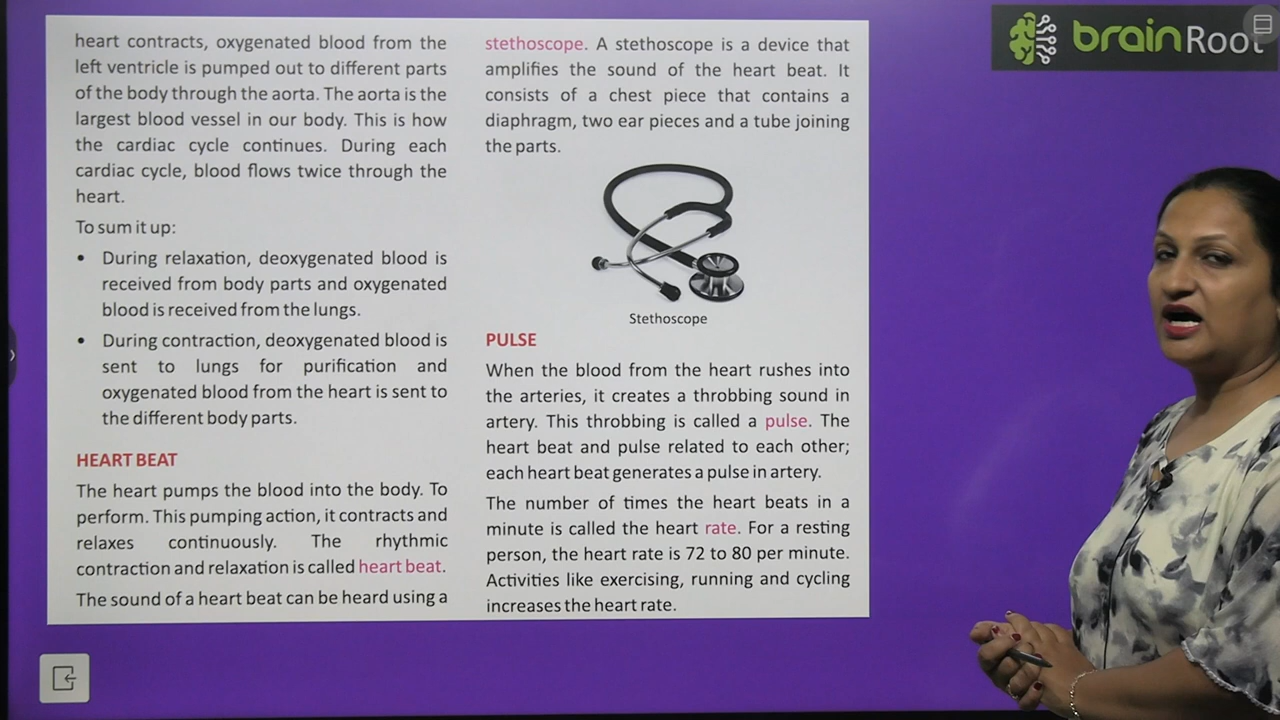 heart contracts, oxygenated blood from the
left ventricle is pumped out to different parts
of the body through the aorta. The aorta is the
largest blood vessel in our body. This is how
the cardiac cycle continues. During each
cardiac cycle, blood flows twice through the
heart.
To sum it up:
• During relaxation, deoxygenated blood is
received from body parts and oxygenated
blood is received from the lungs.
• During contraction, deoxygenated blood is
sent to lungs for purification and
oxygenated blood from the heart is sent to
the different body parts.
HEART BEAT
The heart pumps the blood into the body. To
perform. This pumping action, it contracts and
relaxes continuously. The rhythmic
contraction and relaxation is called heart beat.
The sound of a heart beat can be heard using a
stethoscope. A stethoscope is a device that
amplifies the sound of the heart beat. It
consists of a chest piece that contains a
diaphragm, two ear pieces and a tube joining
the parts.
Stethoscope
PULSE
When the blood from the heart rushes into
the arteries, it creates a throbbing sound in
artery. This throbbing is called a pulse. The
heart beat and pulse related to each other;
each heart beat generates a pulse in artery.
The number of times the heart beats in a
minute is called the heart rate. For a resting
person, the heart rate is 72 to 80 per minute.
Activities like exercising, running and cycling
increases the heart rate.
brainRoot